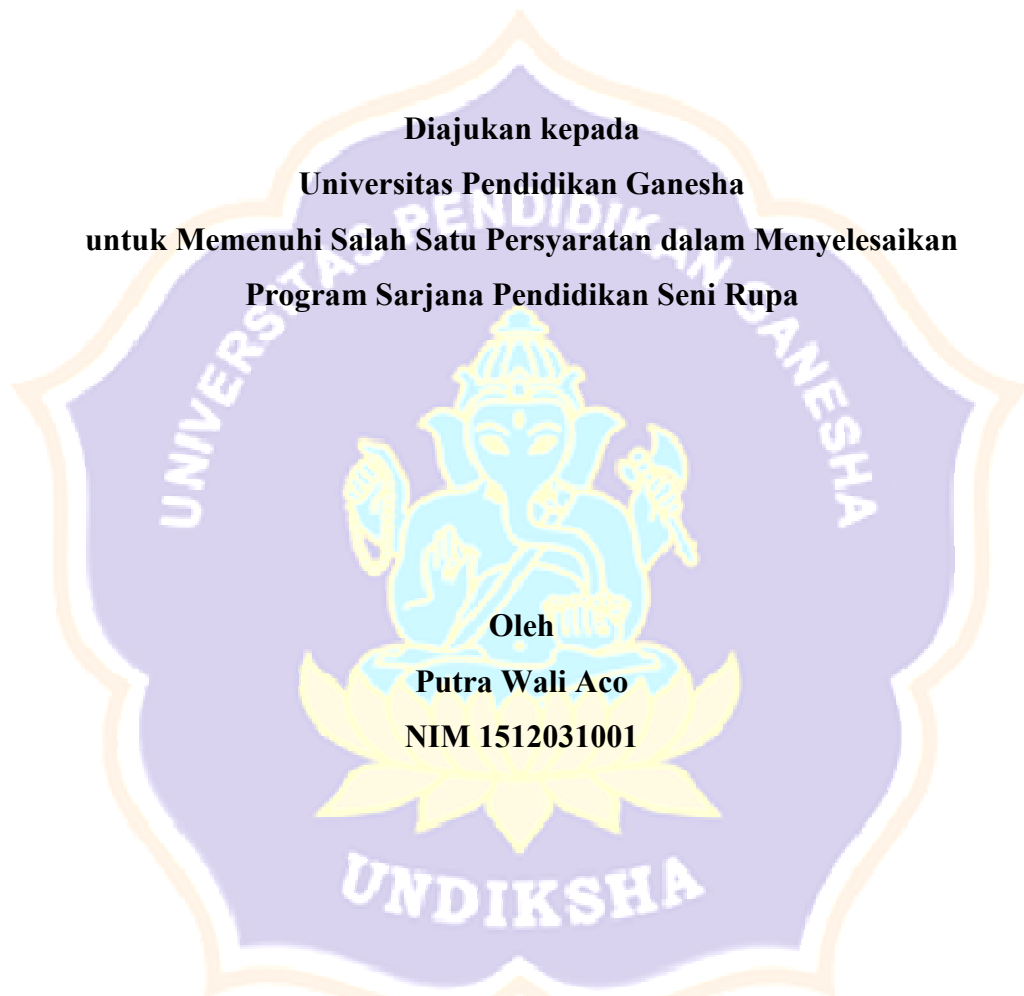 Diajukan kepada
Universitas Pendidikan Ganesha
untuk Memenuhi Salah Satu Persyaratan dalam Menyelesaikan
Program Sarjana Pendidikan Seni Rupa
UNIVERSITAS PENDIDIKAN GANESHA
Oleh
Putra Wali Aco
NIM 1512031001
UNDIKSHA